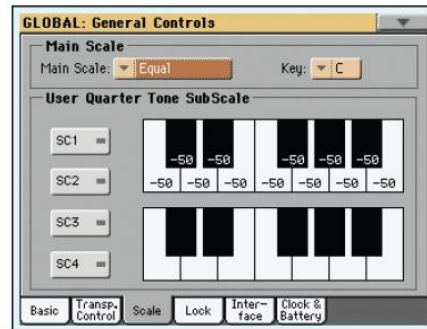 GLOBAL: General Controls
Main Scale
Main Scale: Equal Key: C
User Quarter Tone SubScale
SC1
-50 -50 -50 -50 -50
SC2
-50 -50 -50 -50 -50 -50 -50
SC3
SC4
Basic Transp. Control Scale Lock Inter- face Clock & Battery